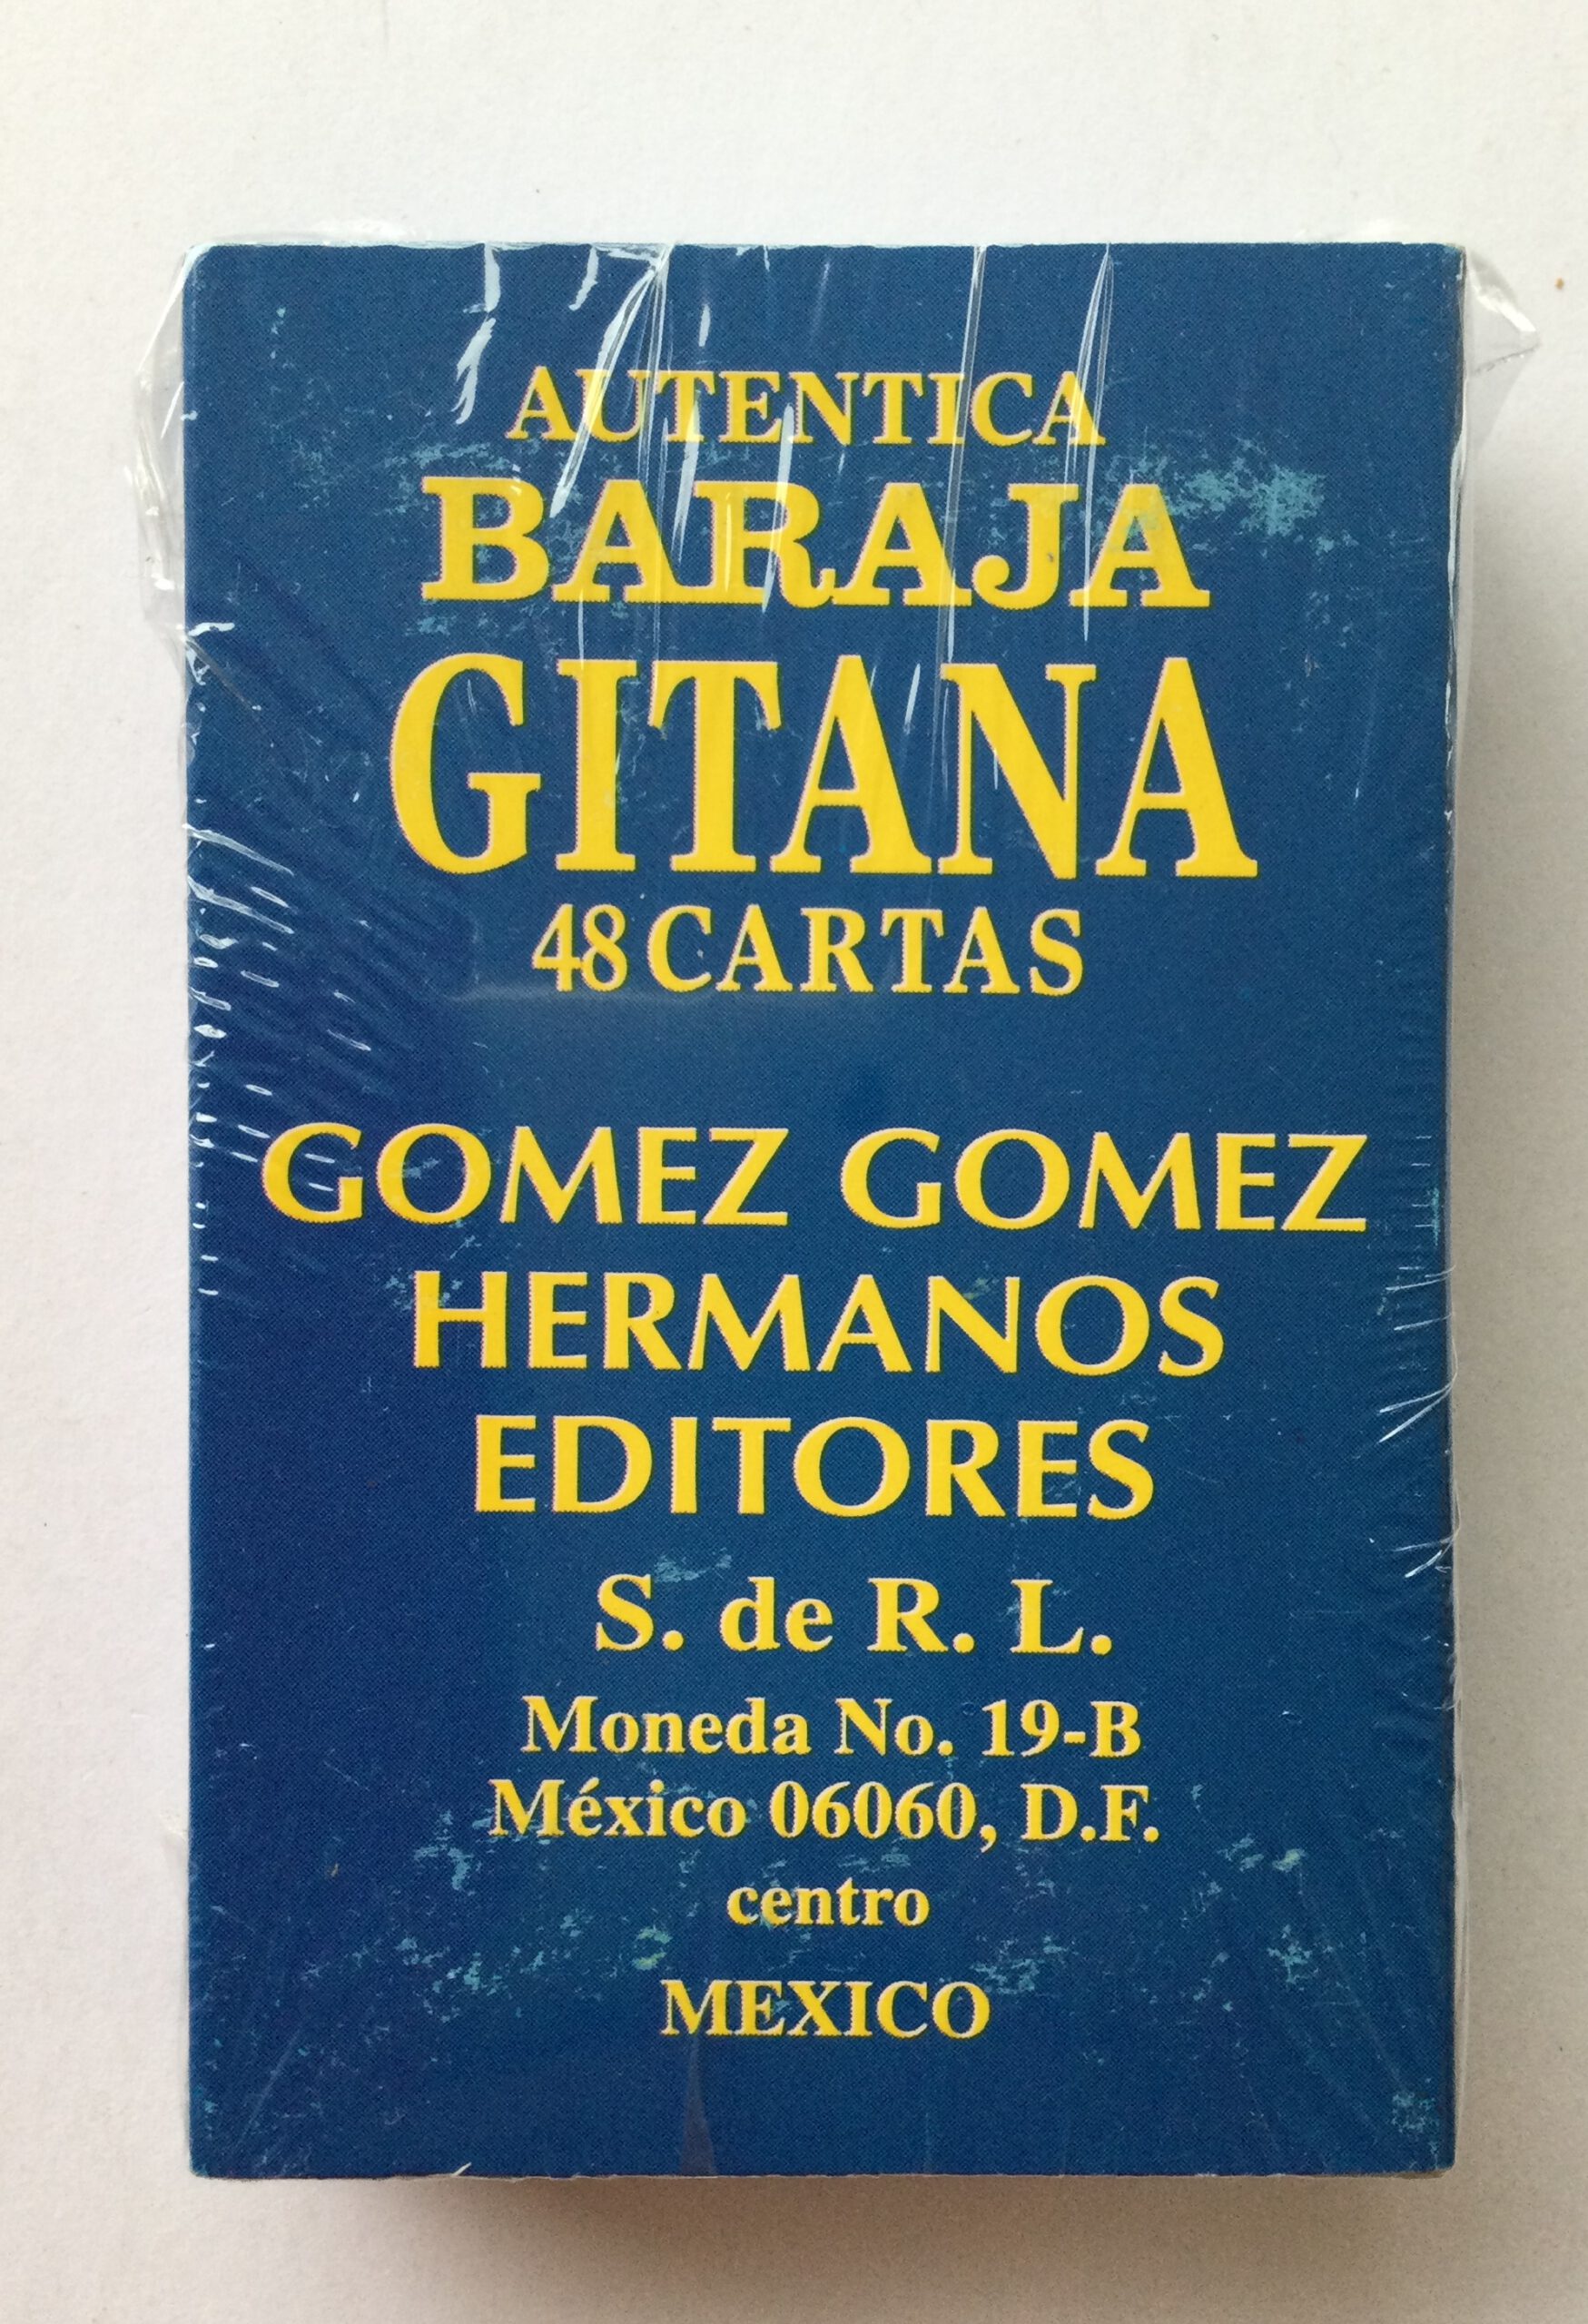 AUTENTICA
BARAJA
GITANA
48 CARTAS
GOMEZ GOMEZ
HERMANOS
EDITORES
S. de R. L.
Moneda No. 19-B
México 06060, D.F.
centro
MEXICO